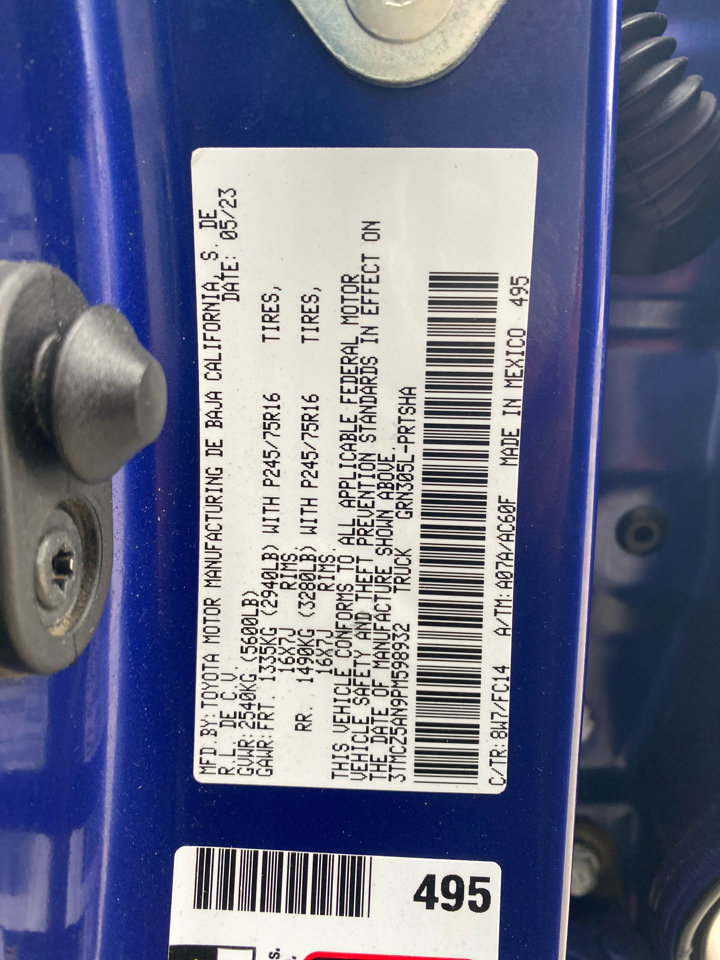 MFD. BY: TOYOTA MOTOR MANUFACTURING DE BAJA CALIFORNIA, S. DE
R. L. DE C.V. DATE: 05/23
GVWR: 2540KG (5600LB)
GAWR: FRT. 1335KG (2940LB) WITH P245/75R16 TIRES,
16X7J RIMS.
RR. 1490KG (3280LB) WITH P245/75R16 TIRES,
16X7J RIMS.
THIS VEHICLE CONFORMS TO ALL APPLICABLE FEDERAL MOTOR
VEHICLE SAFETY AND THEFT PREVENTION STANDARDS IN EFFECT ON
THE DATE OF MANUFACTURE SHOWN ABOVE.
3TMCZ5AN9PM598932 TRUCK GRN305L-PRTSHA
C/TR: 8W7/FC14 A/TM: A07A/AC60F MADE IN MEXICO 495
495
s.